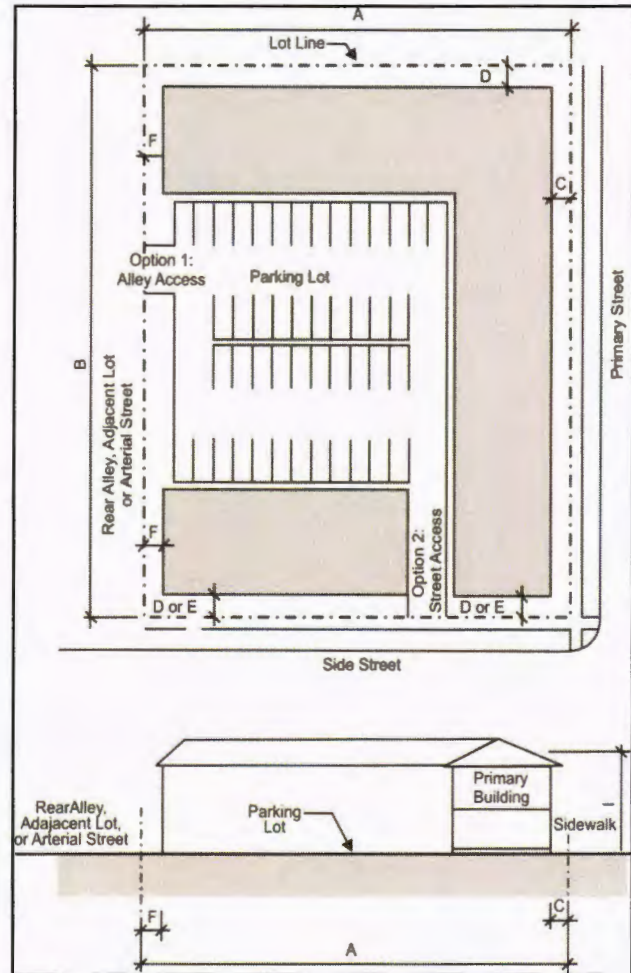 A
Lot Line
D
F
C
Option 1:
Alley Access
Parking Lot
Primary Street
B
Rear Alley, Adjacent Lot
or Arterial Street
F
Option 2:
Street Access
D or E
D or E
Side Street
Primary
Building
RearAlley,
Adajacent Lot,
or Arterial Street
Parking
Lot
Sidewalk
F
C
A